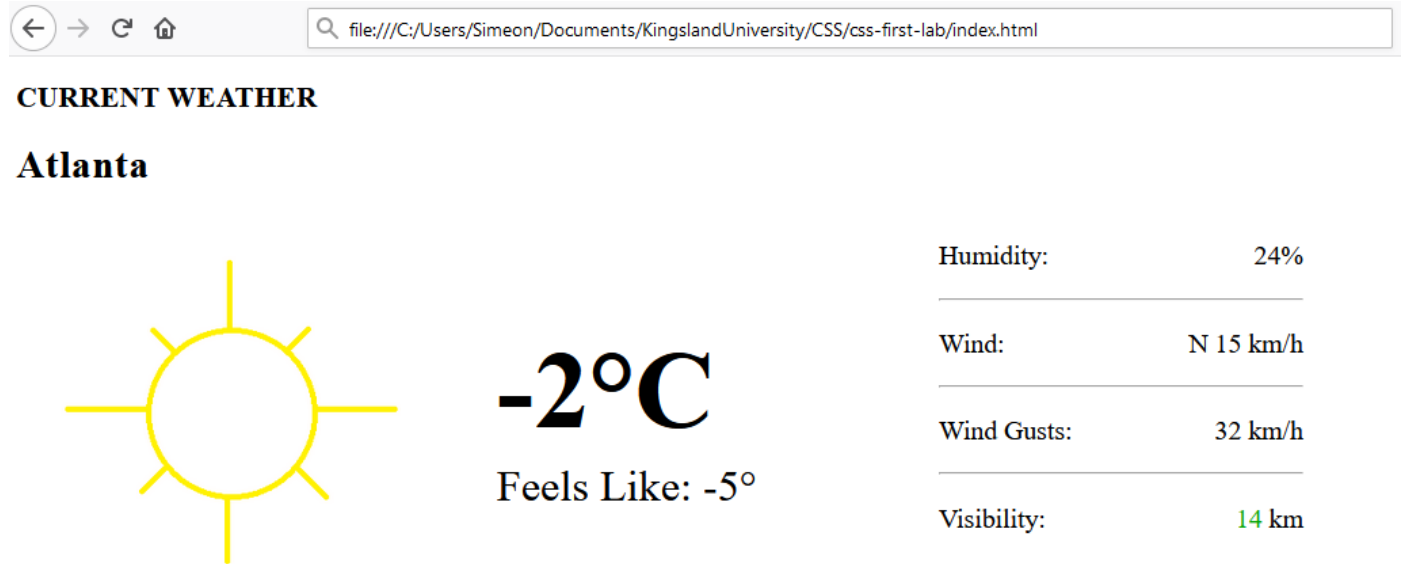 file:///C:/Users/Simeon/Documents/KingslandUniversity/CSS/css-first-lab/index.html
CURRENT WEATHER
Atlanta
-2°C
Feels Like: -5°
Humidity: 24%
Wind: N 15 km/h
Wind Gusts: 32 km/h
Visibility: 14 km